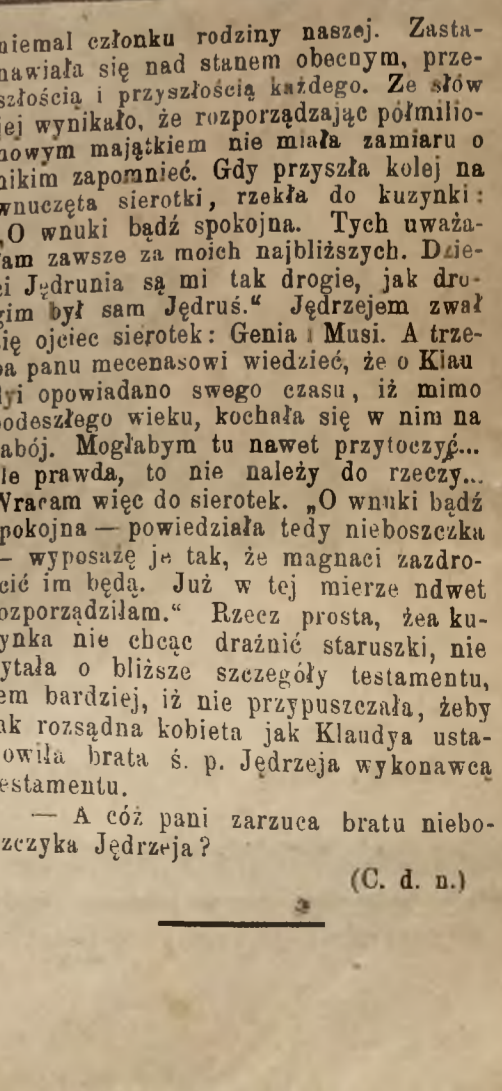 niemal członku rodziny naszej. Zasta-
nawiała się nad stanem obecnym, prze-
szłością i przyszłością każdego. Ze słów
jej wynikało, że rozporządzając półmilio-
nowym majątkiem nie miała zamiaru o
nikim zapomnieć. Gdy przyszła kolej na
wnuczęta sierotki, rzekła do kuzynki:
„O wnuki bądź spokojna. Tych uważa-
łam zawsze za moich najbliższych. Dzie-
ci Jędrunia są mi tak drogie, jak dro-
gim był sam Jędruś.“ Jędrzejem zwał
się ojciec sierotek: Genia i Musi. A trze-
ba panu mecenasowi wiedzieć, że o Klau
dyi opowiadano swego czasu, iż mimo
podeszłego wieku, kochała się w nim na
zabój. Mogłabym tu nawet przytoczyć...
ale prawda, to nie należy do rzeczy...
Wracam więc do sierotek. „O wnuki bądź
spokojna — powiedziała tedy nieboszczka
— wyposażę je tak, że magnaci zazdro-
ścić im będą. Już w tej mierze ndwet
rozporządziłam.“ Rzecz prosta, żea ku-
zynka nie chcąc drażnić staruszki, nie
pytała o bliższe szczegóły testamentu,
tem bardziej, iż nie przypuszczała, żeby
tak rozsądna kobieta jak Klaudya usta-
nowiła brata ś. p. Jędrzeja wykonawcą
testamentu.
— A cóż pani zarzuca bratu niebo-
szczyka Jędrzeja?
(C. d. n.)